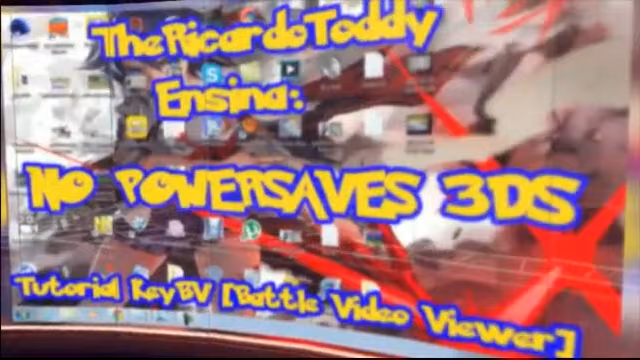 TheRicardoToddy
Ensina:
NO POWERSAVES 3DS
Tutorial KeyBV [Battle Video Viewer]